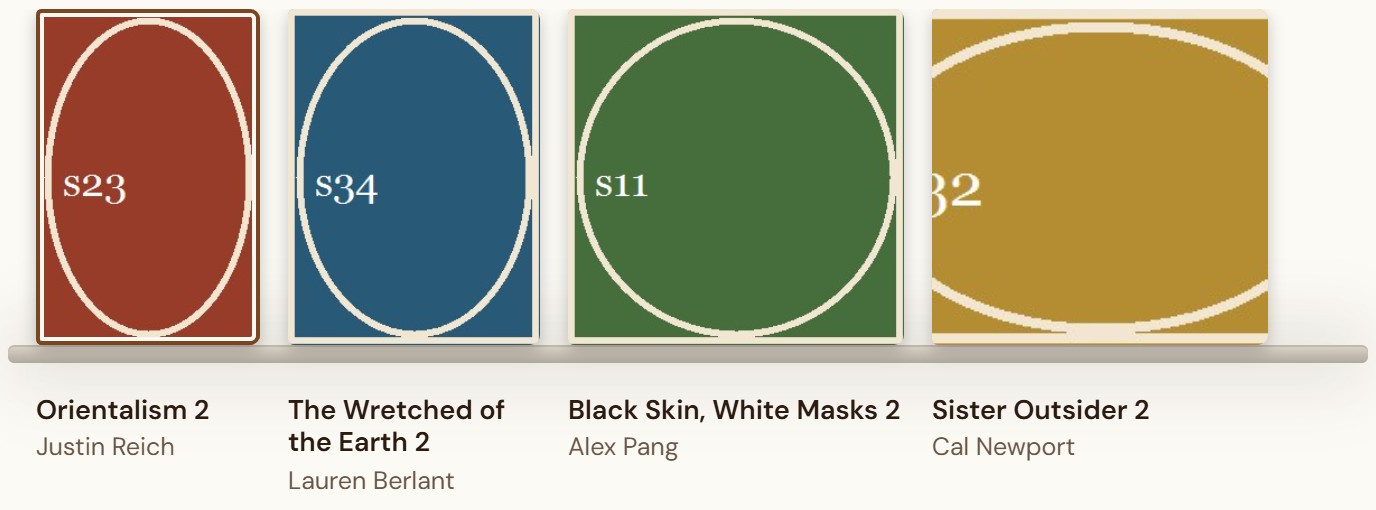 s23
s34
s11
32
Orientalism 2
Justin Reich
The Wretched of
the Earth 2
Lauren Berlant
Black Skin, White Masks 2
Alex Pang
Sister Outsider 2
Cal Newport